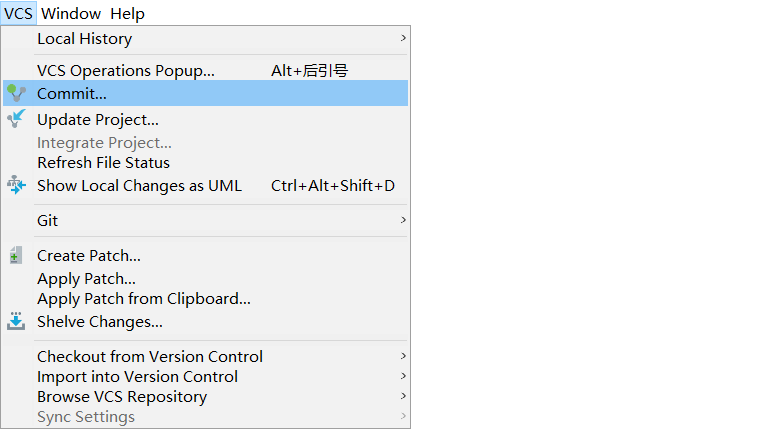 VCS Window Help
Local History
VCS Operations Popup... Alt+后引号
Commit...
Update Project...
Integrate Project...
Refresh File Status
Show Local Changes as UML Ctrl+Alt+Shift+D
Git
Create Patch...
Apply Patch...
Apply Patch from Clipboard...
Shelve Changes...
Checkout from Version Control
Import into Version Control
Browse VCS Repository
Sync Settings